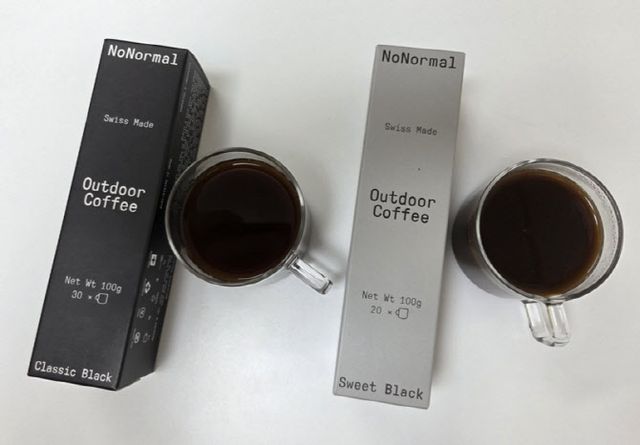 NoNormal
Swiss Made
Outdoor
Coffee
Net Wt 100g
30 ×
Classic Black
NoNormal
Swiss Made
Outdoor
Coffee
Net Wt 100g
20 ×
Sweet Black